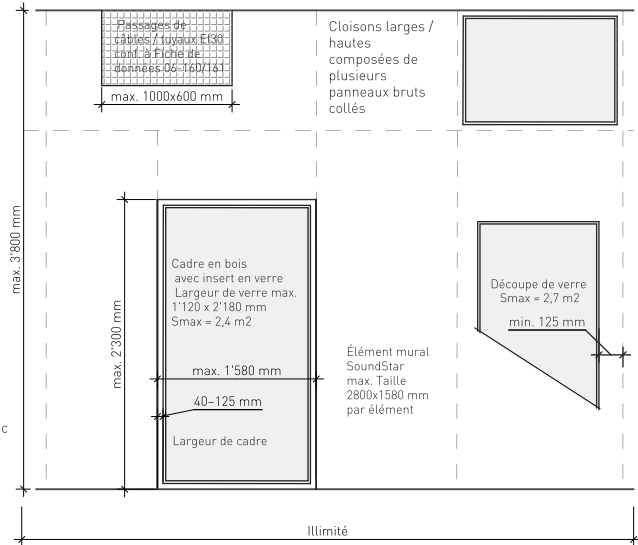 Passages de
câbles / tuyaux EI30
conf. à Fiche de
données 06-160/161
max. 1000x600 mm
Cloisons larges /
hautes
composées de
plusieurs
panneaux bruts
collés
max. 3'800 mm
max. 2'300 mm
Cadre en bois
avec insert en verre
Largeur de verre max.
1'120 x 2'180 mm
Smax = 2,4 m2
max. 1'580 mm
40–125 mm
Largeur de cadre
Élément mural
SoundStar
max. Taille
2800x1580 mm
par élément
Découpe de verre
Smax = 2,7 m2
min. 125 mm
c
Illimité